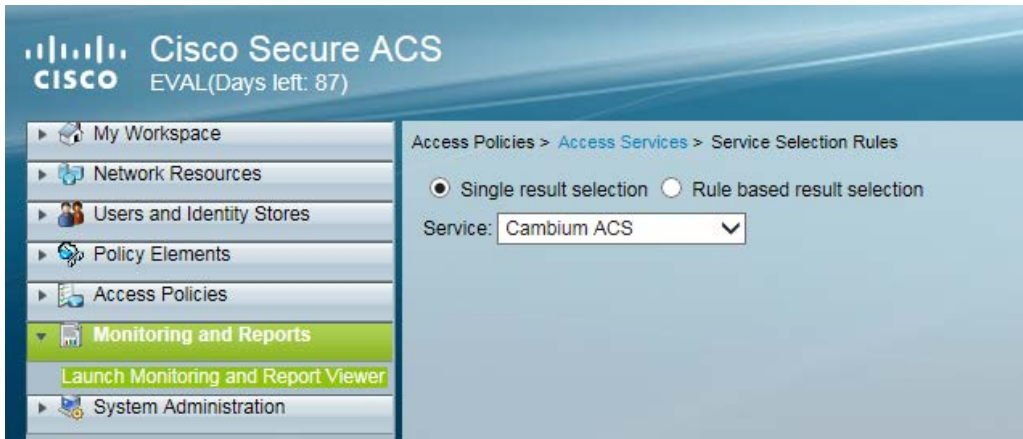 Cisco Secure ACS
CISCO
EVAL(Days left: 87)
My Workspace
Network Resources
Users and Identity Stores
Policy Elements
Access Policies
Monitoring and Reports
Launch Monitoring and Report Viewer
System Administration
Access Policies > Access Services > Service Selection Rules
Single result selection Rule based result selection
Service: Cambium ACS